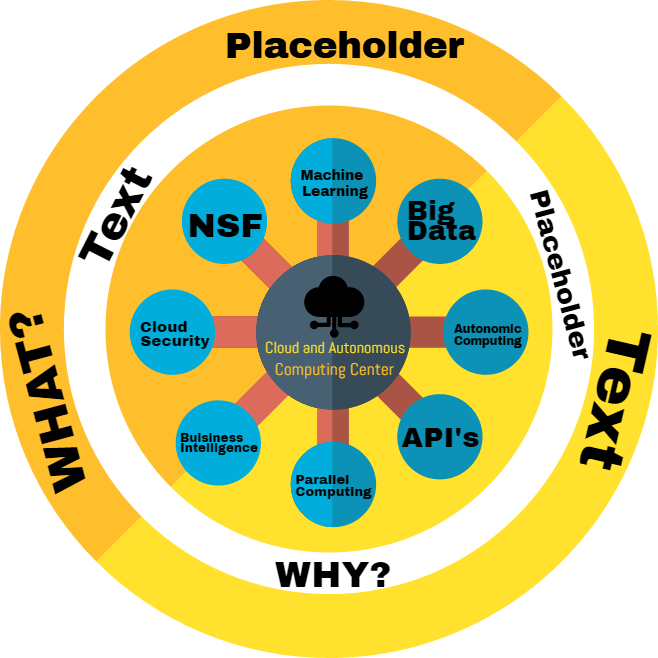 Placeholder
Text
Placeholder
WHAT?
Text
WHY?
Machine
Learning
NSF
Big
Data
Cloud
Security
Autonomic
Computing
Cloud and Autonomous
Computing Center
Buisiness
Intelligence
API's
Parallel
Computing